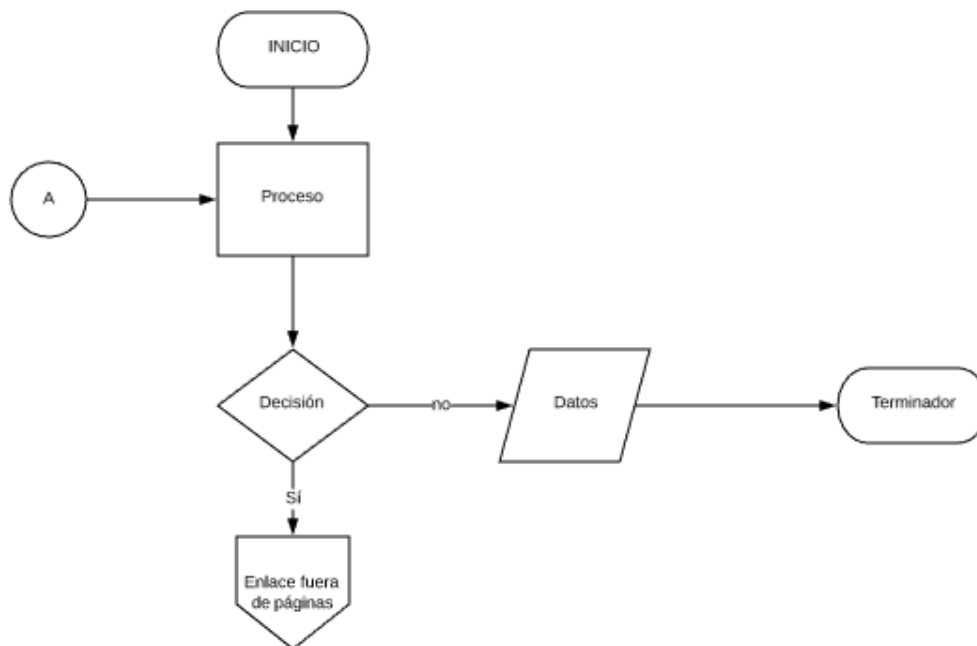 INICIO
A
Proceso
Decisión
no
Datos
Terminador
Sí
Enlace fuera
de páginas